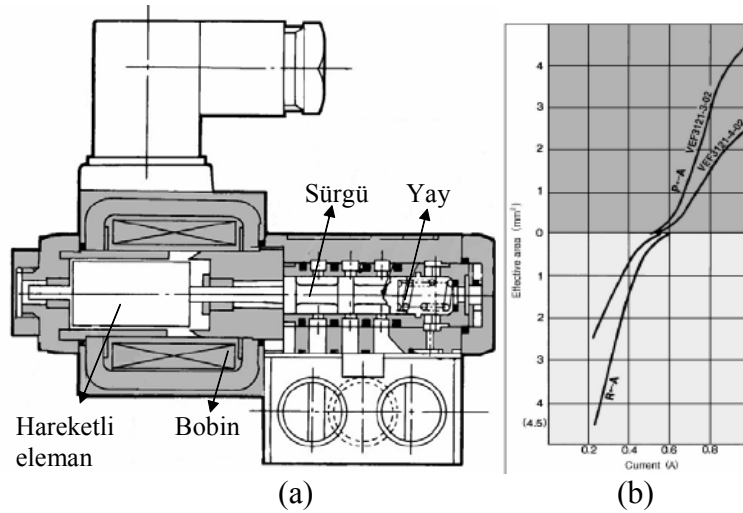 Sürgü
Yay
Hareketli
eleman
Bobin
(a)
4
3
2
1
0
1
2
3
4
(4.5)
Effective area (mm²)
VEF3121-3-02
VEF3121-4-02
P←A
R←A
0.2 0.4 0.6 0.8
Current (A)
(b)